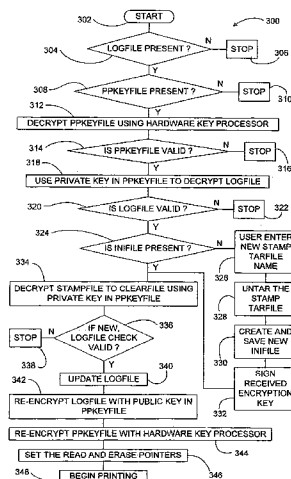 START
302
300
LOGFILE PRESENT ?
N
STOP
304
306
Y
PPKEYFILE PRESENT ?
N
STOP
308
310
312
Y
DECRYPT PPKEYFILE USING HARDWARE KEY PROCESSOR
314
IS PPKEYFILE VALID ?
N
STOP
316
318
Y
USE PRIVATE KEY IN PPKEYFILE TO DECRYPT LOGFILE
320
IS LOGFILE VALID ?
N
STOP
322
324
Y
IS INIFILE PRESENT ?
N
USER ENTER
NEW STAMP
TARFILE
NAME
326
334
Y
DECRYPT STAMPFILE TO CLEARFILE USING
PRIVATE KEY IN PPKEYFILE
UNTAR THE
STAMP
TARFILE
328
STOP
N
IF NEW,
LOGFILE CHECK
VALID ?
336
338
Y
CREATE AND
SAVE NEW
INIFILE
330
UPDATE LOGFILE
340
SIGN
RECEIVED
ENCRYPTION
KEY
332
342
RE-ENCRYPT LOGFILE WITH PUBLIC KEY IN
PPKEYFILE
RE-ENCRYPT PPKEYFILE WITH HARDWARE KEY PROCESSOR
344
SET THE READ AND ERASE POINTERS
346
348
BEGIN PRINTING